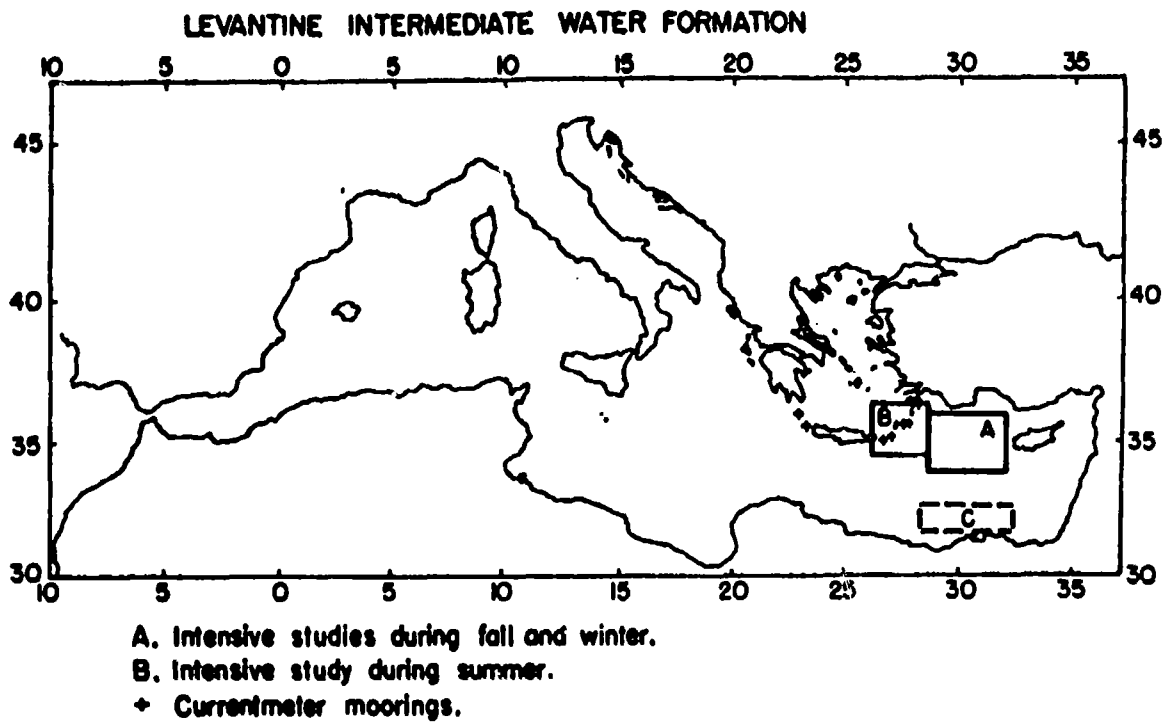 LEVANTINE INTERMEDIATE WATER FORMATION
10 5 0 5 10 15 20 25 30 35
45 45
40 40
B
A
35 35
C
30 30
10 5 0 5 10 15 20 25 30 35
A. Intensive studies during fall and winter.
B. Intensive study during summer.
+ Currentmeter moorings.